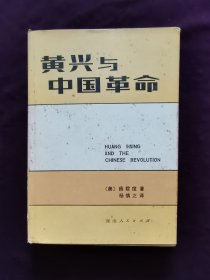 黄兴与
中国革命
HUANG HSING
AND THE
CHINESE REVOLUTION
(美) 薛君度 著
杨慎之 译
湖南人民出版社